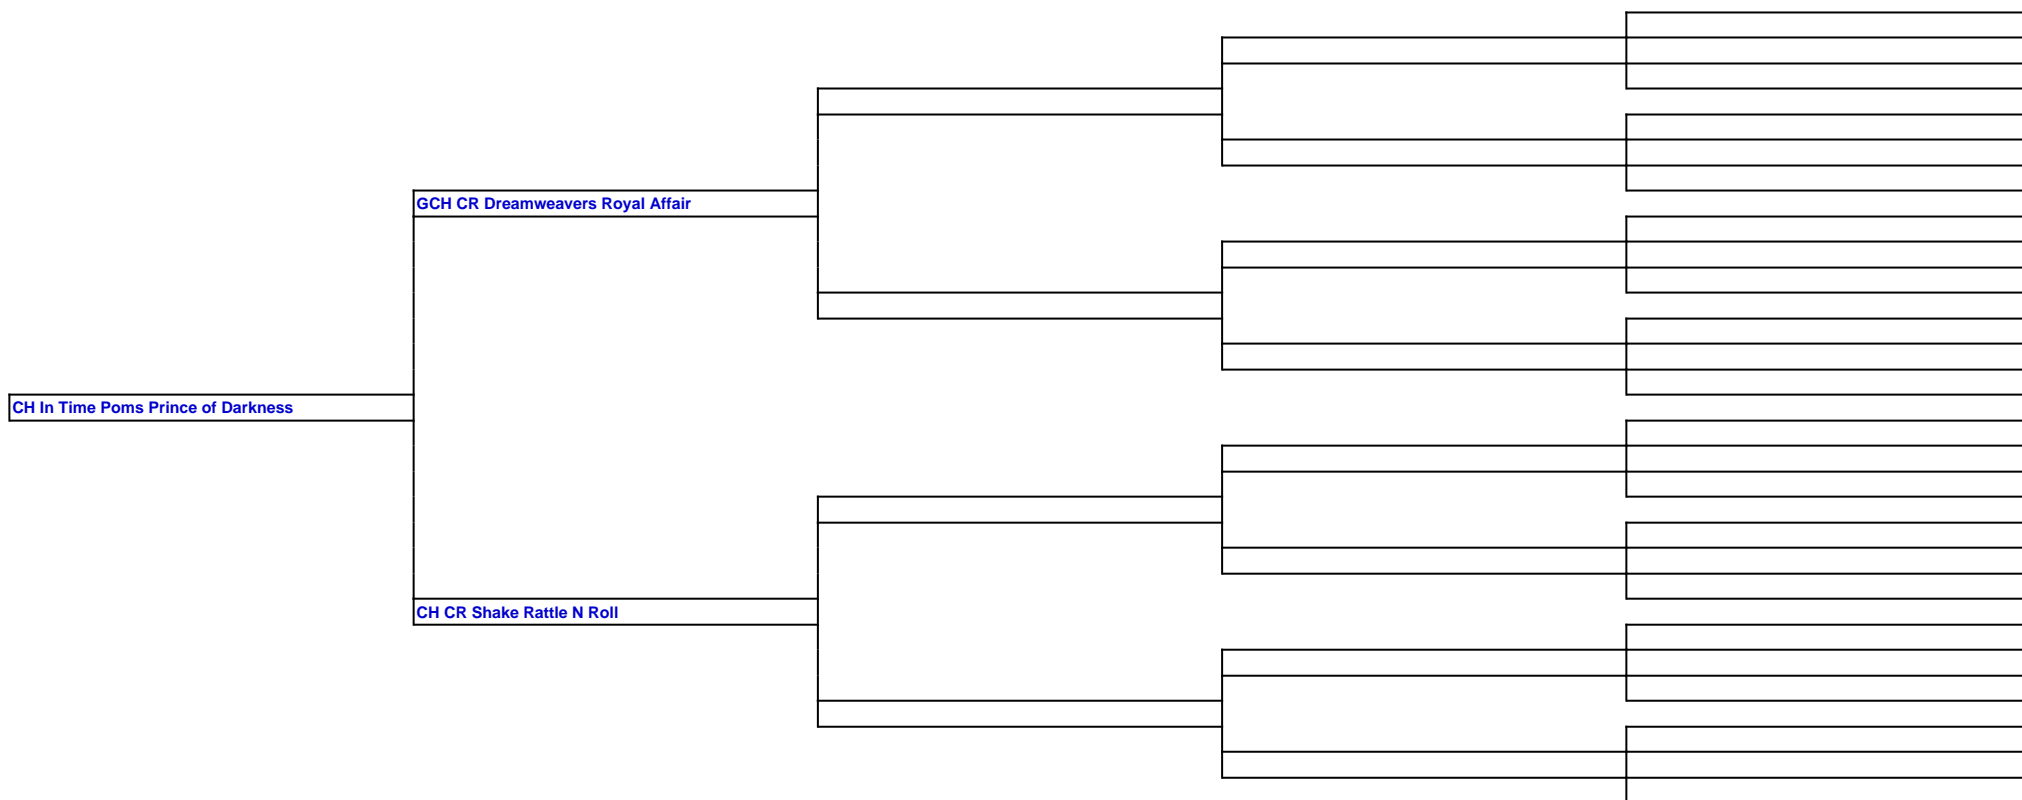 GCH CR Dreamweavers Royal Affair
CH In Time Poms Prince of Darkness
CH CR Shake Rattle N Roll